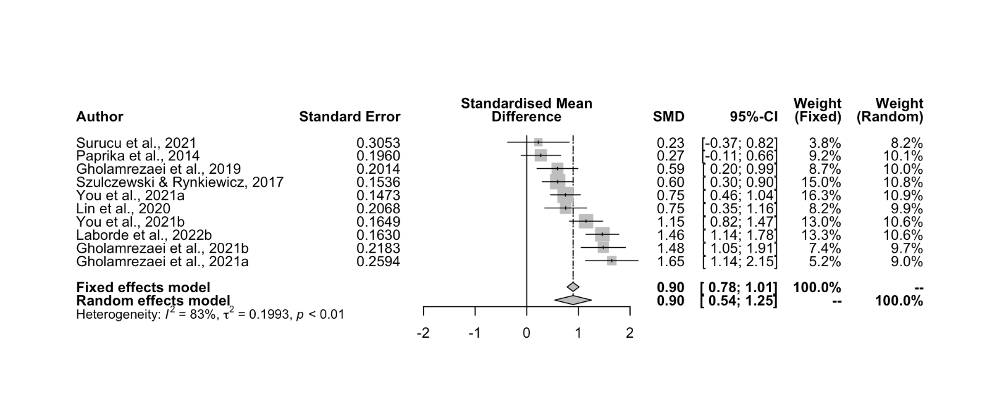 Author Standard Error Standardised Mean Difference SMD 95%-CI Weight (Fixed) Weight (Random)
Surucu et al., 2021 0.3053 0.23 [-0.37; 0.82] 3.8% 8.2%
Paprika et al., 2014 0.1960 0.27 [-0.11; 0.66] 9.2% 10.1%
Gholamrezaei et al., 2019 0.2014 0.59 [ 0.20; 0.99] 8.7% 10.0%
Szulczewski & Rynkiewicz, 2017 0.1536 0.60 [ 0.30; 0.90] 15.0% 10.8%
You et al., 2021a 0.1473 0.75 [ 0.46; 1.04] 16.3% 10.9%
Lin et al., 2020 0.2068 0.75 [ 0.35; 1.16] 8.2% 9.9%
You et al., 2021b 0.1649 1.15 [ 0.82; 1.47] 13.0% 10.6%
Laborde et al., 2022b 0.1630 1.46 [ 1.14; 1.78] 13.3% 10.6%
Gholamrezaei et al., 2021b 0.2183 1.48 [ 1.05; 1.91] 7.4% 9.7%
Gholamrezaei et al., 2021a 0.2594 1.65 [ 1.14; 2.15] 5.2% 9.0%
Fixed effects model 0.90 [ 0.78; 1.01] 100.0% --
Random effects model 0.90 [ 0.54; 1.25] -- 100.0%
Heterogeneity: I² = 83%, τ² = 0.1993, p < 0.01
-2 -1 0 1 2